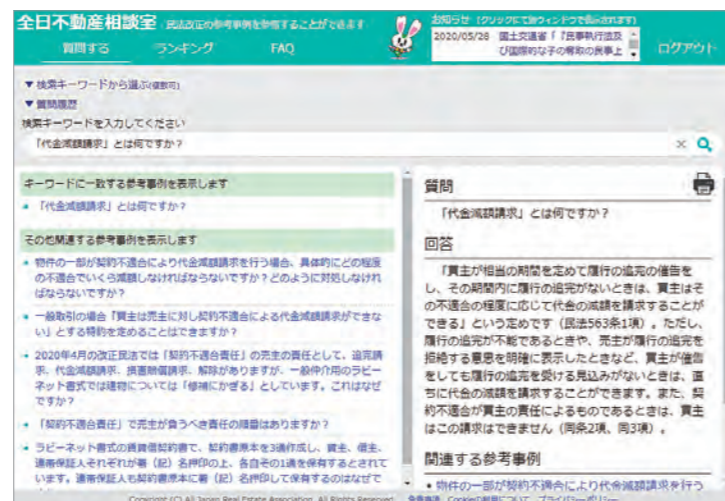 全日不動産相談室 民法改正の参考事例を参照することができます
お知らせ (クリックにて別ウィンドウで表示されます)
2020/05/28 国土交通省「『民事執行法及
び国際的な子の奪取の民事上
質問する ランキング FAQ
ログアウト
▼検索キーワードから選ぶ(複数可)
▼質問履歴
検索キーワードを入力してください
「代金減額請求」とは何ですか？
キーワードに一致する参考事例を表示します
「代金減額請求」とは何ですか？
その他関連する参考事例を表示します
物件の一部が契約不適合により代金減額請求を行う場合、具体的にどの程度
の不適合でいくら減額しなければならないですか？どのように対処しなけれ
ばならないですか？
一般取引の場合「買主は売主に対し契約不適合による代金減額請求ができな
い」とする特約を定めることはできますか？
2020年4月の改正民法では「契約不適合責任」の売主の責任として、追完請
求、代金減額請求、損害賠償請求、解除がありますが、一般仲介用のラビー
ネット書式では建物については「修補にかぎる」としています。これはなぜ
ですか？
「契約不適合責任」で売主が負うべき責任の順番はありますか？
ラビーネット書式の賃貸借契約書で、契約書原本を3通作成し、貸主、借主、
連帯保証人それぞれが署（記）名押印の上、各自その1通を保有するとされて
います。連帯保証人も契約書原本に署（記）名押印して保有するのはなぜで
質問
「代金減額請求」とは何ですか？
回答
「買主が相当の期間を定めて履行の追完の催告を
し、その期間内に履行の追完がないときは、買主はそ
の不適合の程度に応じて代金の減額を請求することが
できる」という定めです（民法563条1項）。ただし、
履行の追完が不能であるときや、売主が履行の追完を
拒絶する意思を明確に表示したときなど、買主が催告
をしても履行の追完を受ける見込みがないときは、直
ちに代金の減額を請求することができます。また、契
約不適合が買主の責任によるものであるときは、買主
はこの請求はできません（同条2項、同3項）。
関連する参考事例
物件の一部が契約不適合により代金減額請求を行う
Copyright (C) All Japan Real Estate Association. All Rights Reserved. 免責事項 Cookieの利用について プライバシーポリシー